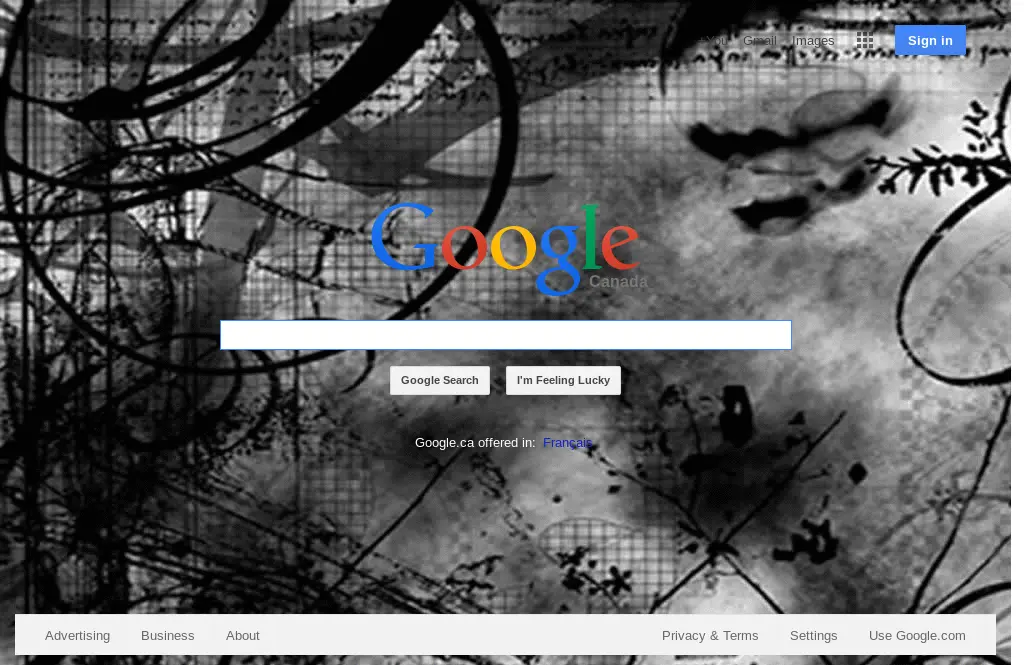 +You Gmail Images Sign in
Google
Canada
Google Search I'm Feeling Lucky
Google.ca offered in: Français
Advertising Business About Privacy & Terms Settings Use Google.com